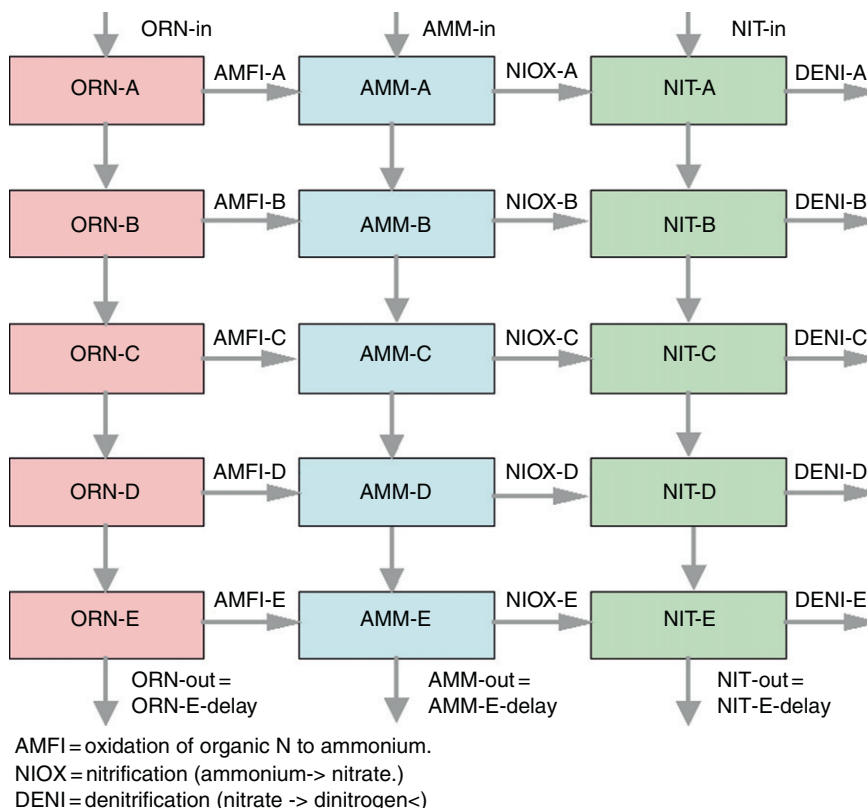 ORN-in
AMM-in
NIT-in
ORN-A
AMFI-A
AMM-A
NIOX-A
NIT-A
DENI-A
ORN-B
AMFI-B
AMM-B
NIOX-B
NIT-B
DENI-B
ORN-C
AMFI-C
AMM-C
NIOX-C
NIT-C
DENI-C
ORN-D
AMFI-D
AMM-D
NIOX-D
NIT-D
DENI-D
ORN-E
AMFI-E
AMM-E
NIOX-E
NIT-E
DENI-E
ORN-out =
ORN-E-delay
AMM-out =
AMM-E-delay
NIT-out =
NIT-E-delay
AMFI = oxidation of organic N to ammonium.
NIOX = nitrification (ammonium-> nitrate.)
DENI = denitrification (nitrate -> dinitrogen<)